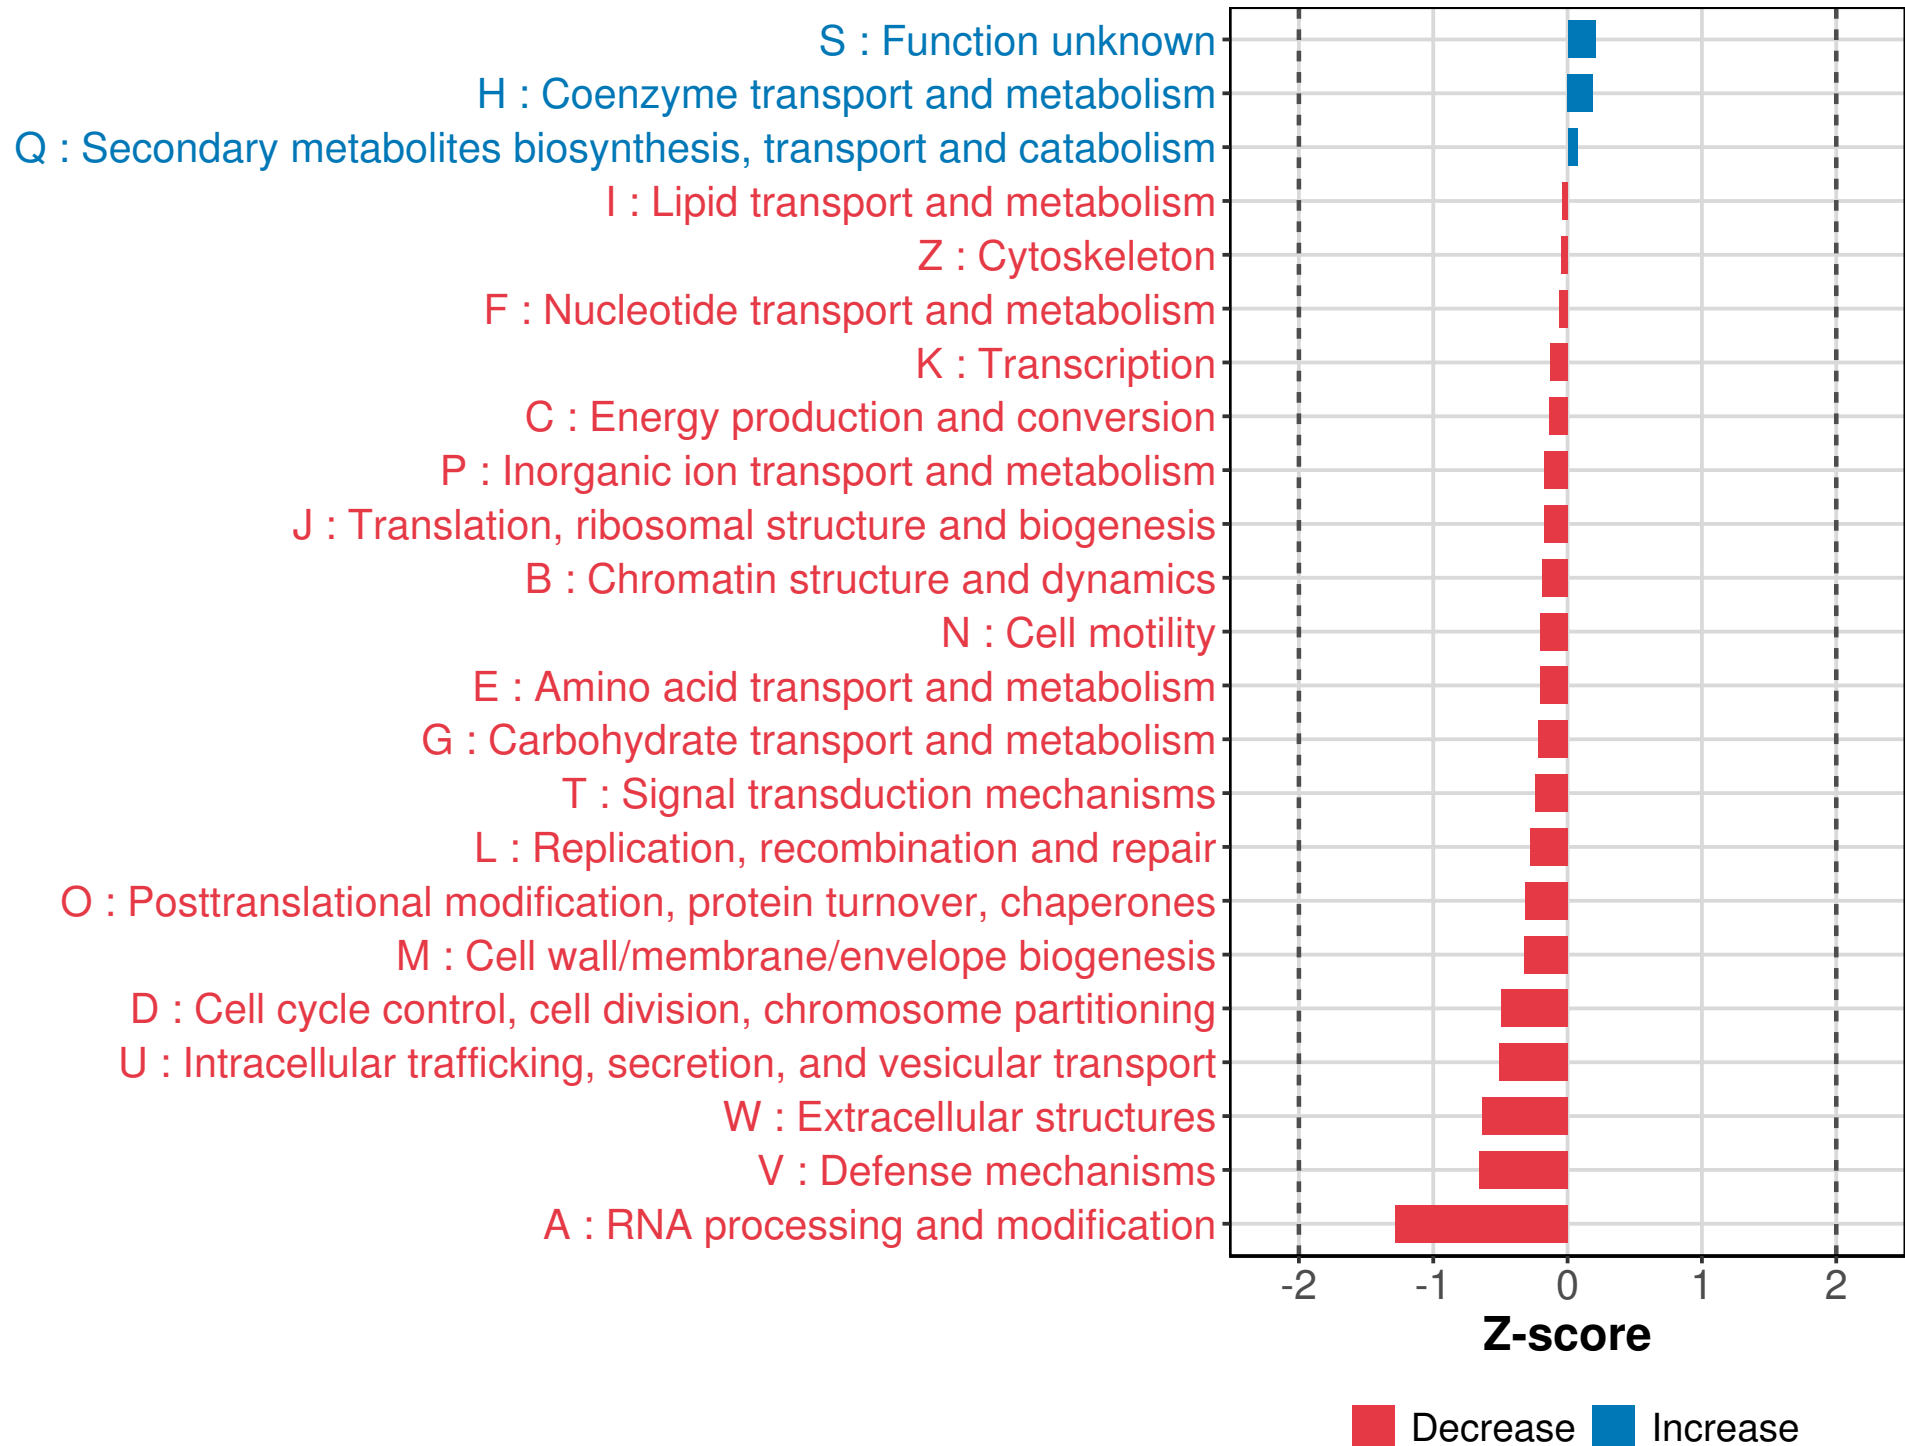 S : Function unknown
H : Coenzyme transport and metabolism
Q : Secondary metabolites biosynthesis, transport and catabolism
I : Lipid transport and metabolism
Z : Cytoskeleton
F : Nucleotide transport and metabolism
K : Transcription
C : Energy production and conversion
P : Inorganic ion transport and metabolism
J : Translation, ribosomal structure and biogenesis
B : Chromatin structure and dynamics
N : Cell motility
E : Amino acid transport and metabolism
G : Carbohydrate transport and metabolism
T : Signal transduction mechanisms
L : Replication, recombination and repair
O : Posttranslational modification, protein turnover, chaperones
M : Cell wall/membrane/envelope biogenesis
D : Cell cycle control, cell division, chromosome partitioning
U : Intracellular trafficking, secretion, and vesicular transport
W : Extracellular structures
V : Defense mechanisms
A : RNA processing and modification
-2 -1 0 1 2
Z-score
Decrease Increase